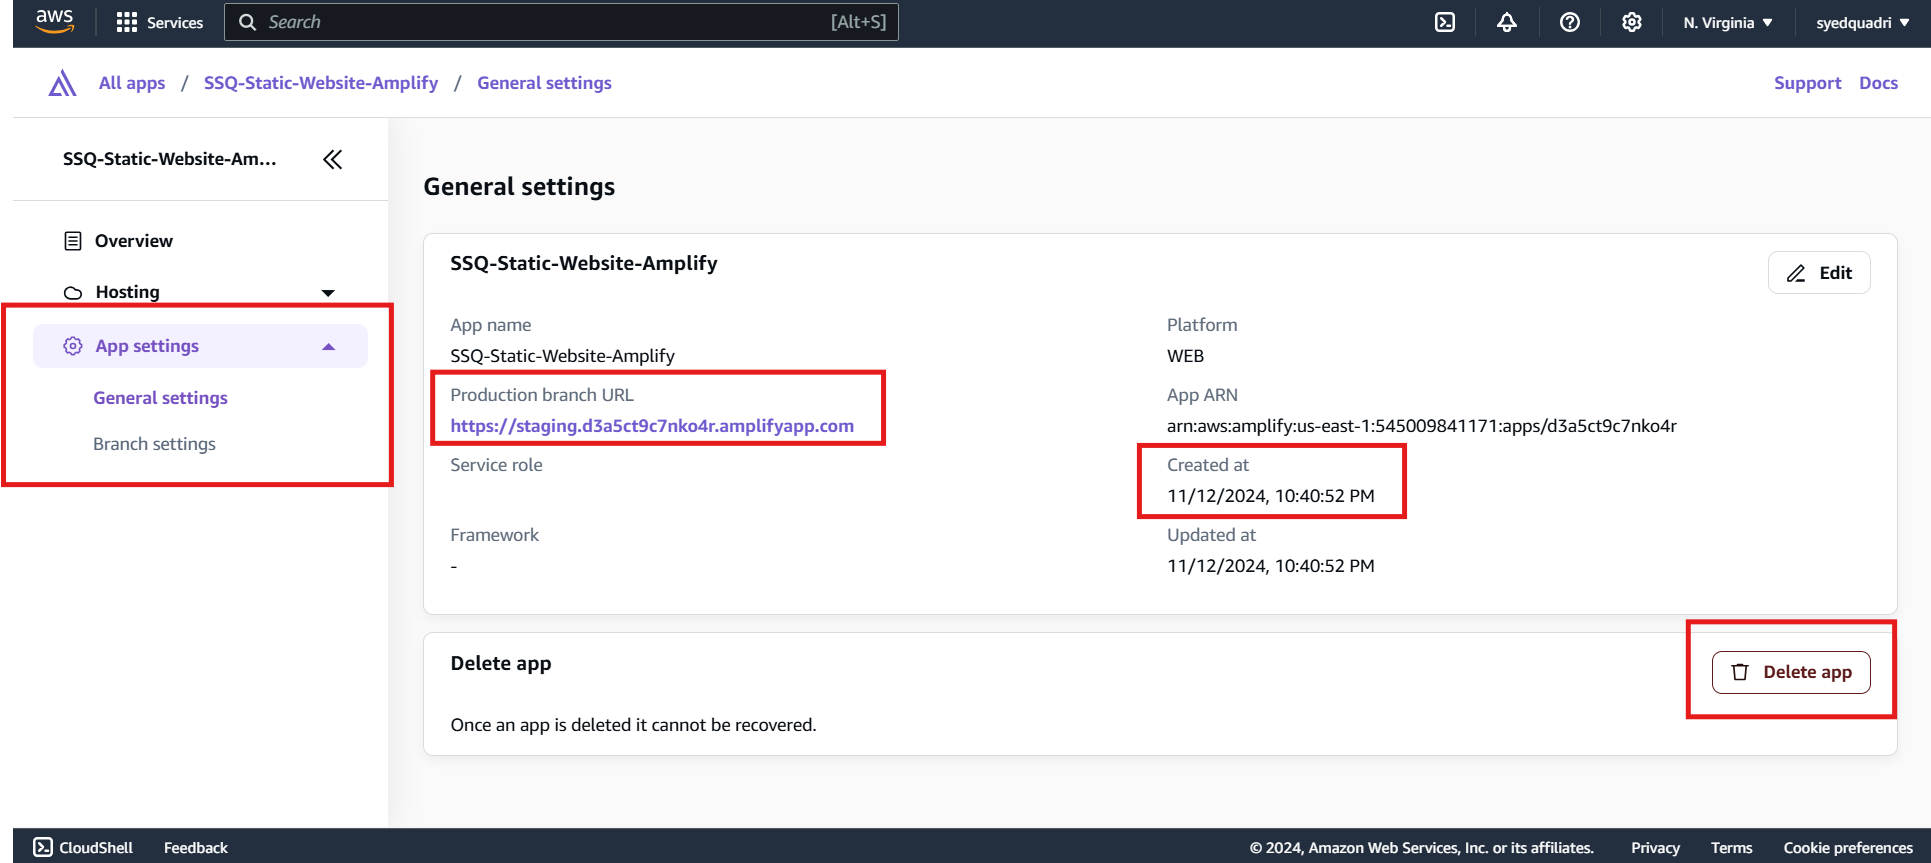 aws Services Search [Alt+S] N. Virginia syedquadri
All apps / SSQ-Static-Website-Amplify / General settings Support Docs
SSQ-Static-Website-Am...
Overview
Hosting
App settings
General settings
Branch settings
General settings
SSQ-Static-Website-Amplify
Edit
App name
SSQ-Static-Website-Amplify
Platform
WEB
Production branch URL
https://staging.d3a5ct9c7nko4r.amplifyapp.com
App ARN
arn:aws:amplify:us-east-1:545009841171:apps/d3a5ct9c7nko4r
Service role
Created at
11/12/2024, 10:40:52 PM
Framework
-
Updated at
11/12/2024, 10:40:52 PM
Delete app
Delete app
Once an app is deleted it cannot be recovered.
CloudShell Feedback © 2024, Amazon Web Services, Inc. or its affiliates. Privacy Terms Cookie preferences